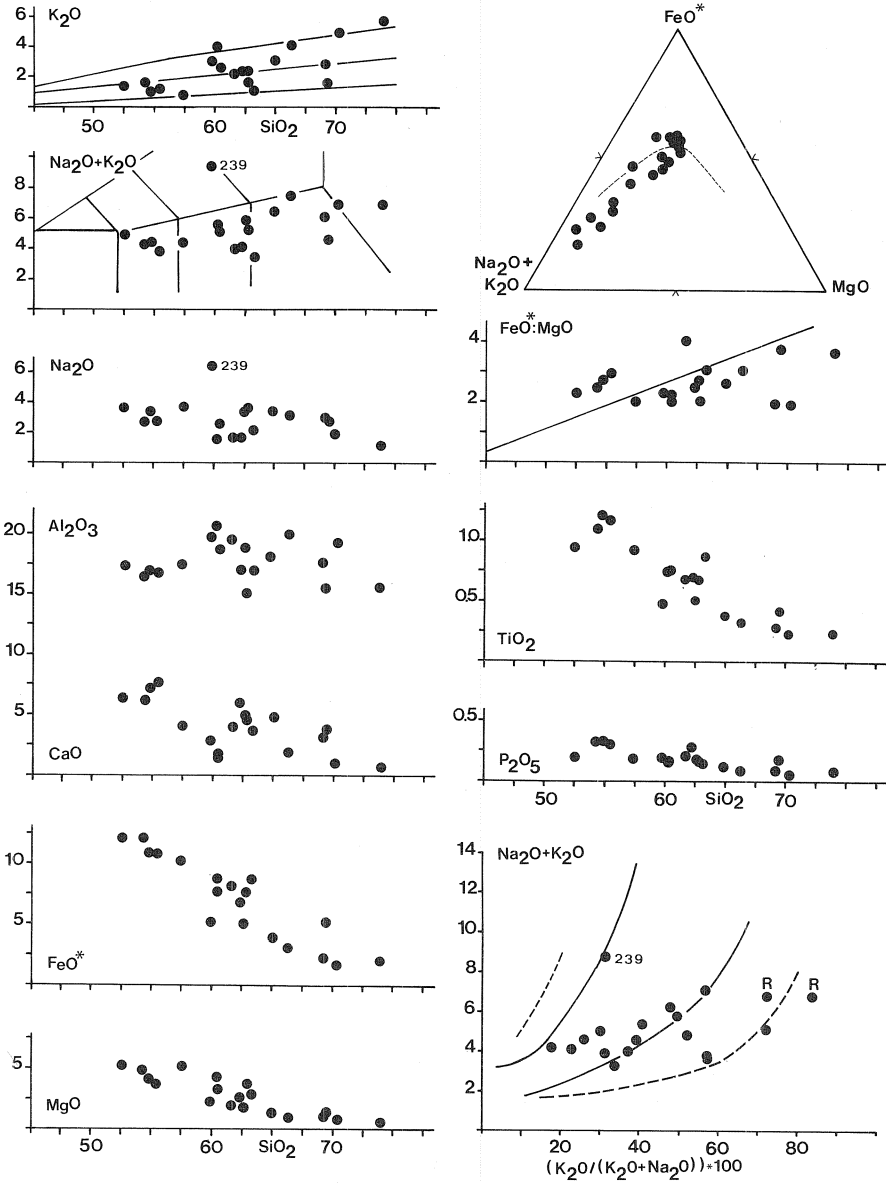 K2O
6
4
2
50
60
SiO2
70
Na2O+K2O
239
8
6
4
2
Na2O
239
6
4
2
Al2O3
20
15
10
5
CaO
10
5
FeO*
5
MgO
50
60
SiO2
70
FeO*
Na2O+
K2O
MgO
FeO*:MgO
4
2
1.0
0.5
TiO2
0.5
P2O5
50
60
SiO2
70
14
12
10
8
6
4
2
Na2O+K2O
239
R
R
20
40
60
80
(K2O/(K2O+Na2O))*100